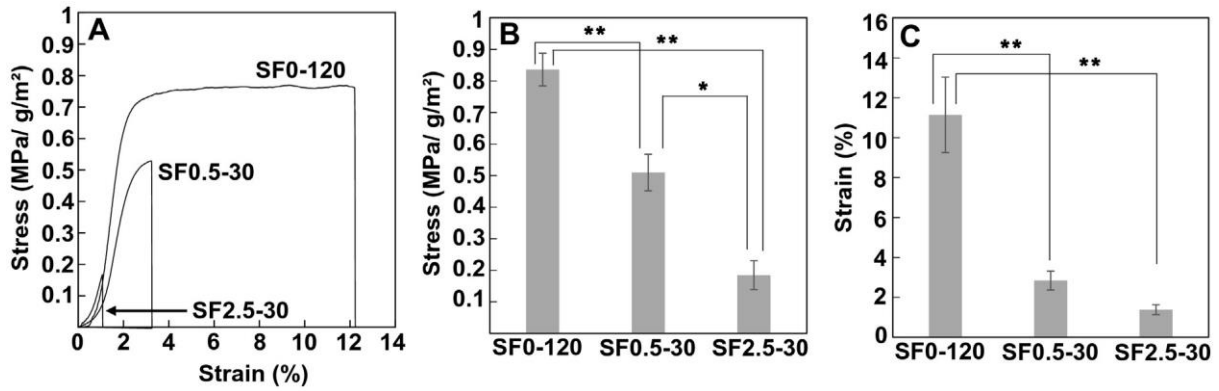 A
1
0.9
0.8
0.7
0.6
0.5
0.4
0.3
0.2
0.1
Stress (MPa/ g/m²)
SF0-120
SF0.5-30
SF2.5-30
0 2 4 6 8 10 12 14
Strain (%)
B
1
0.9
0.8
0.7
0.6
0.5
0.4
0.3
0.2
0.1
Stress (MPa/ g/m²)
** **
*
SF0-120 SF0.5-30 SF2.5-30
C
16
14
12
10
8
6
4
2
0
Strain (%)
**
**
SF0-120 SF0.5-30 SF2.5-30